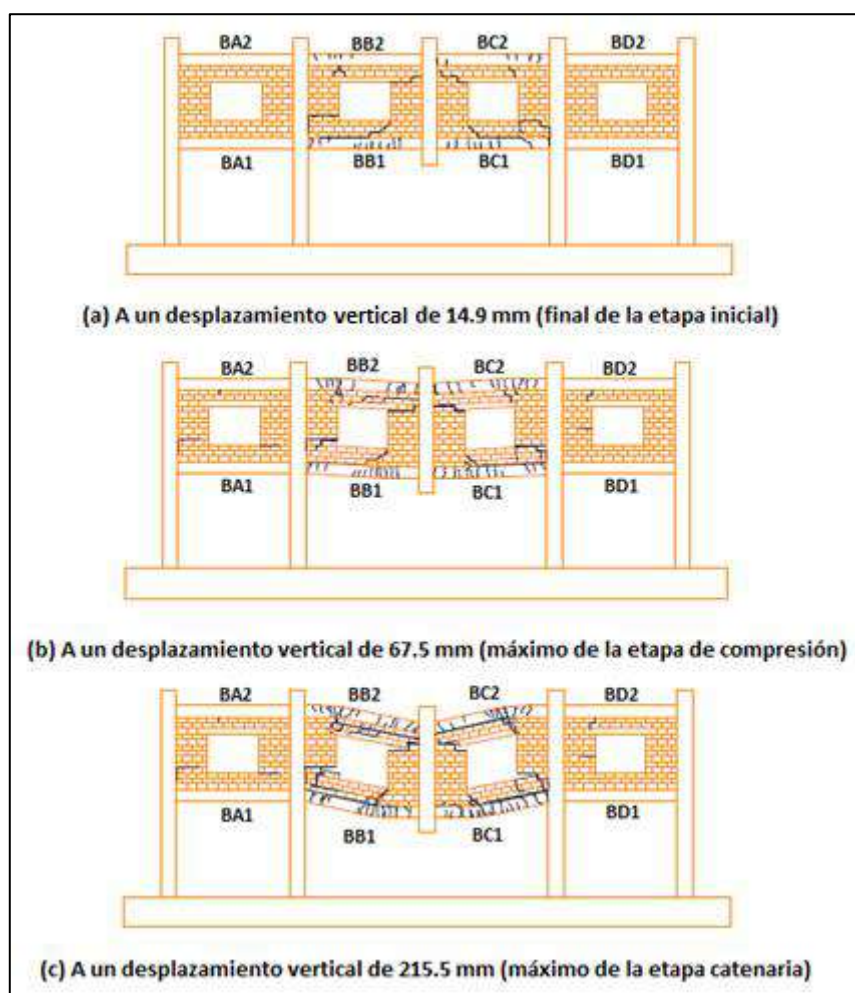 BA2 BB2 BC2 BD2
BA1 BB1 BC1 BD1
(a) A un desplazamiento vertical de 14.9 mm (final de la etapa inicial)
BA2 BB2 BC2 BD2
BA1 BB1 BC1 BD1
(b) A un desplazamiento vertical de 67.5 mm (máximo de la etapa de compresión)
BA2 BB2 BC2 BD2
BA1 BB1 BC1 BD1
(c) A un desplazamiento vertical de 215.5 mm (máximo de la etapa catenaria)